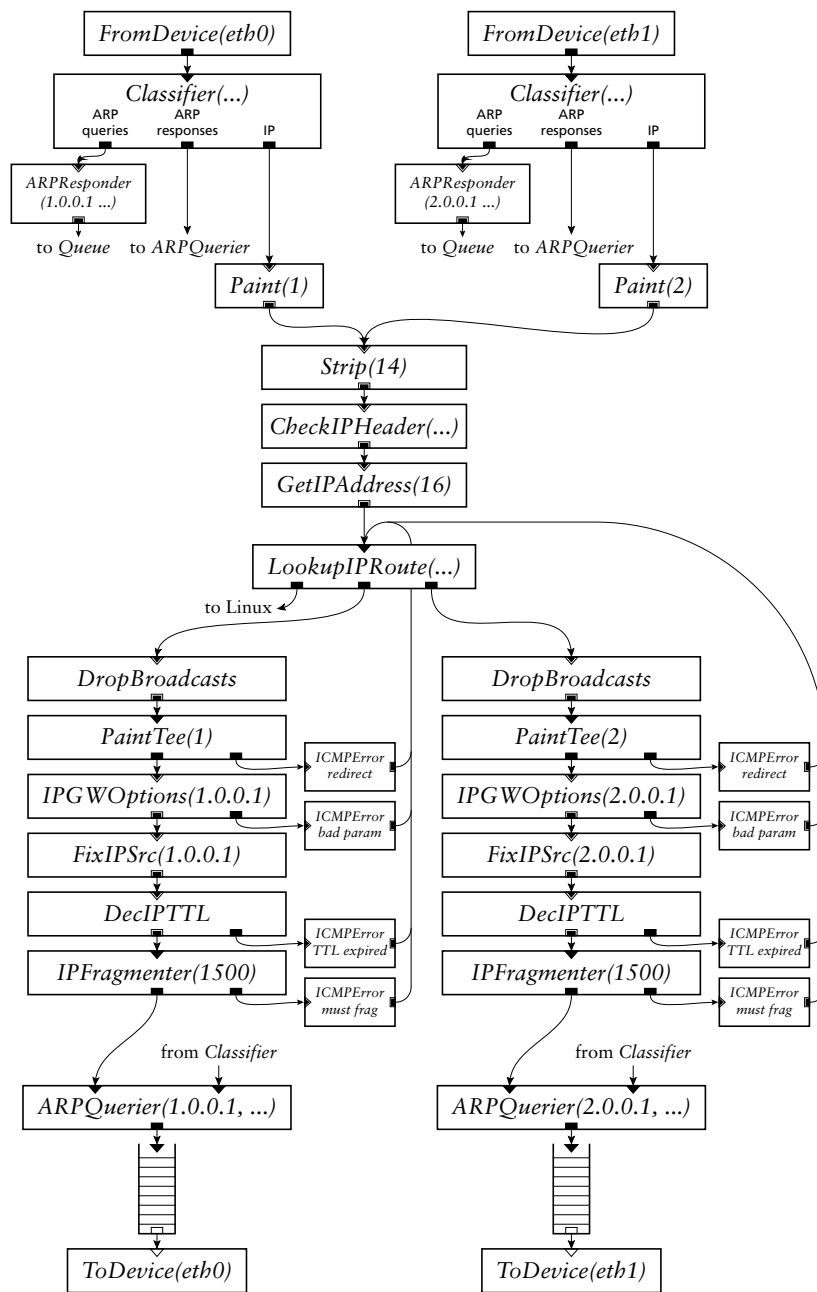 FromDevice(eth0)
FromDevice(eth1)
Classifier(...)
ARP
queries
ARP
responses
IP
Classifier(...)
ARP
queries
ARP
responses
IP
ARPResponder
(1.0.0.1 ...)
ARPResponder
(2.0.0.1 ...)
to Queue
to ARPQuerier
to Queue
to ARPQuerier
Paint(1)
Paint(2)
Strip(14)
CheckIPHeader(...)
GetIPAddress(16)
LookupIPRoute(...)
to Linux
DropBroadcasts
DropBroadcasts
PaintTee(1)
ICMPError
redirect
PaintTee(2)
ICMPError
redirect
IPGWOptions(1.0.0.1)
ICMPError
bad param
IPGWOptions(2.0.0.1)
ICMPError
bad param
FixIPSrc(1.0.0.1)
FixIPSrc(2.0.0.1)
DecIPTTL
ICMPError
TTL expired
DecIPTTL
ICMPError
TTL expired
IPFragmenter(1500)
ICMPError
must frag
IPFragmenter(1500)
ICMPError
must frag
from Classifier
from Classifier
ARPQuerier(1.0.0.1, ...)
ARPQuerier(2.0.0.1, ...)
ToDevice(eth0)
ToDevice(eth1)